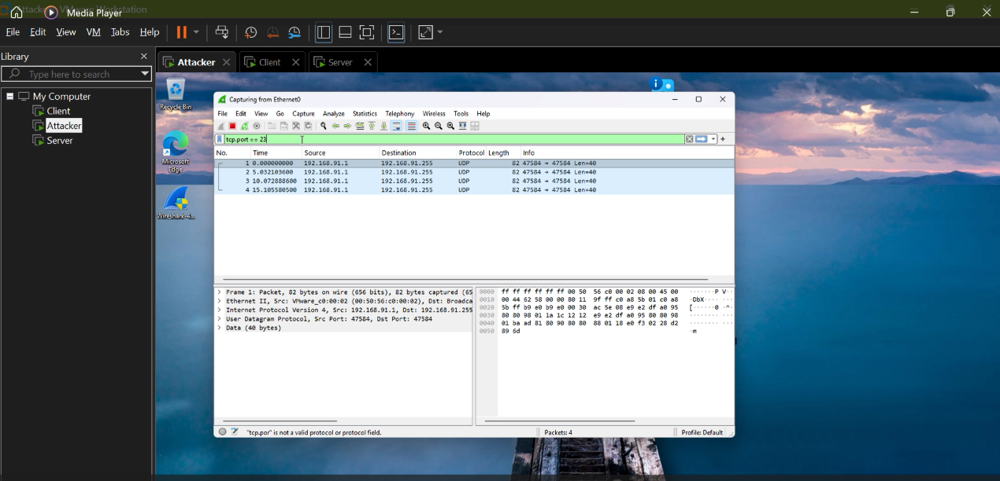 Attacker - VMware Workstation
Media Player
File Edit View VM Tabs Help
Library
Type here to search
My Computer
Client
Attacker
Server
Attacker Client Server
Recycle Bin
Microsoft
Edge
Wireshark-4...
Capturing from Ethernet0
File Edit View Go Capture Analyze Statistics Telephony Wireless Tools Help
tcp.port == 23
No. Time Source Destination Protocol Length Info
1 0.000000000 192.168.91.1 192.168.91.255 UDP 82 47584 → 47584 Len=40
2 5.032103600 192.168.91.1 192.168.91.255 UDP 82 47584 → 47584 Len=40
3 10.072888600 192.168.91.1 192.168.91.255 UDP 82 47584 → 47584 Len=40
4 15.105580500 192.168.91.1 192.168.91.255 UDP 82 47584 → 47584 Len=40
Frame 1: Packet, 82 bytes on wire (656 bits), 82 bytes captured (65
Ethernet II, Src: VMware_c0:00:02 (00:50:56:c0:00:02), Dst: Broadca
Internet Protocol Version 4, Src: 192.168.91.1, Dst: 192.168.91.255
User Datagram Protocol, Src Port: 47584, Dst Port: 47584
Data (40 bytes)
0000 ff ff ff ff ff ff 00 50 56 c0 00 02 08 00 45 00 ·······P V··
0010 00 44 62 58 00 00 80 11 9f ff c0 a8 5b 01 c0 a8 ·DbX···· ···
0020 5b ff b9 e0 b9 e0 00 30 ac 5e 08 e9 e2 df a0 95 [······0 ·^·
0030 80 80 98 01 1a 1c 12 12 e9 e2 df a0 95 80 80 98 ········ ···
0040 01 ba ad 81 80 90 80 80 88 01 18 e0 f3 02 28 d2 ········ ···
0050 89 6d ·m
"tcp.por" is not a valid protocol or protocol field.
Packets: 4
Profile: Default